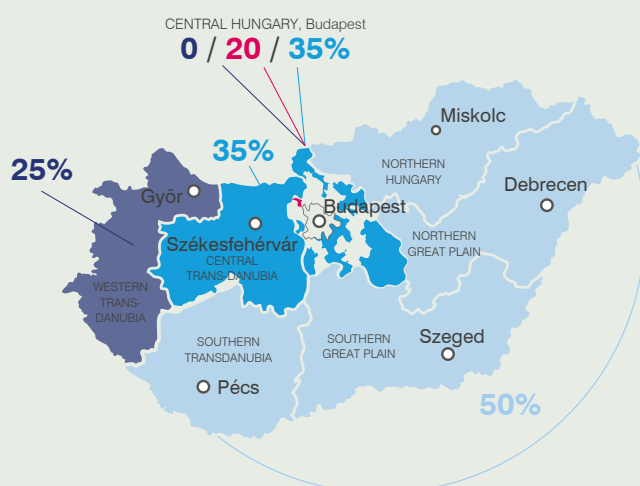 CENTRAL HUNGARY, Budapest
0 / 20 / 35%
Miskolc
35%
25%
NORTHERN
HUNGARY
Debrecen
Győr
Budapest
Székesfehérvár
CENTRAL
TRANS-DANUBIA
NORTHERN
GREAT PLAIN
WESTERN
TRANS-
DANUBIA
SOUTHERN
TRANSDANUBIA
SOUTHERN
GREAT PLAIN
Szeged
Pécs
50%